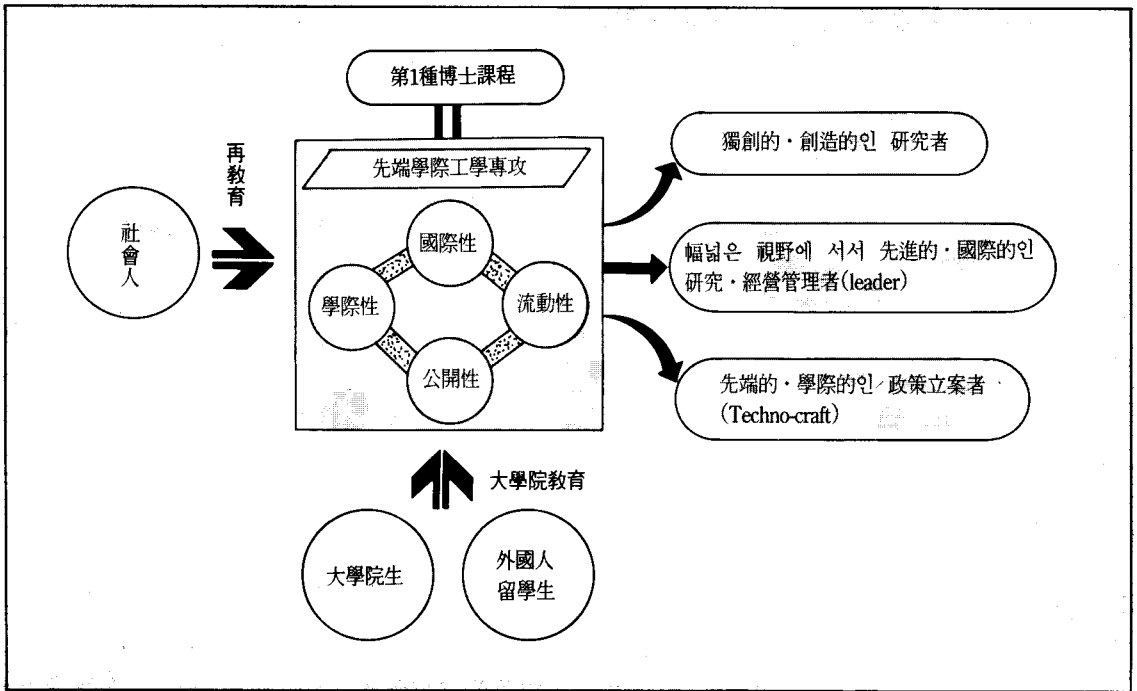 第1種博士課程
先端學際工學專攻
國際性
學際性
流動性
公開性
再敎育
社會人
獨創的·創造的인 硏究者
幅넓은 視野에 서서 先進的·國際的인
硏究·經營管理者(leader)
先端的·學際的인 政策立案者
(Techno-craft)
大學院敎育
大學院生
外國人
留學生